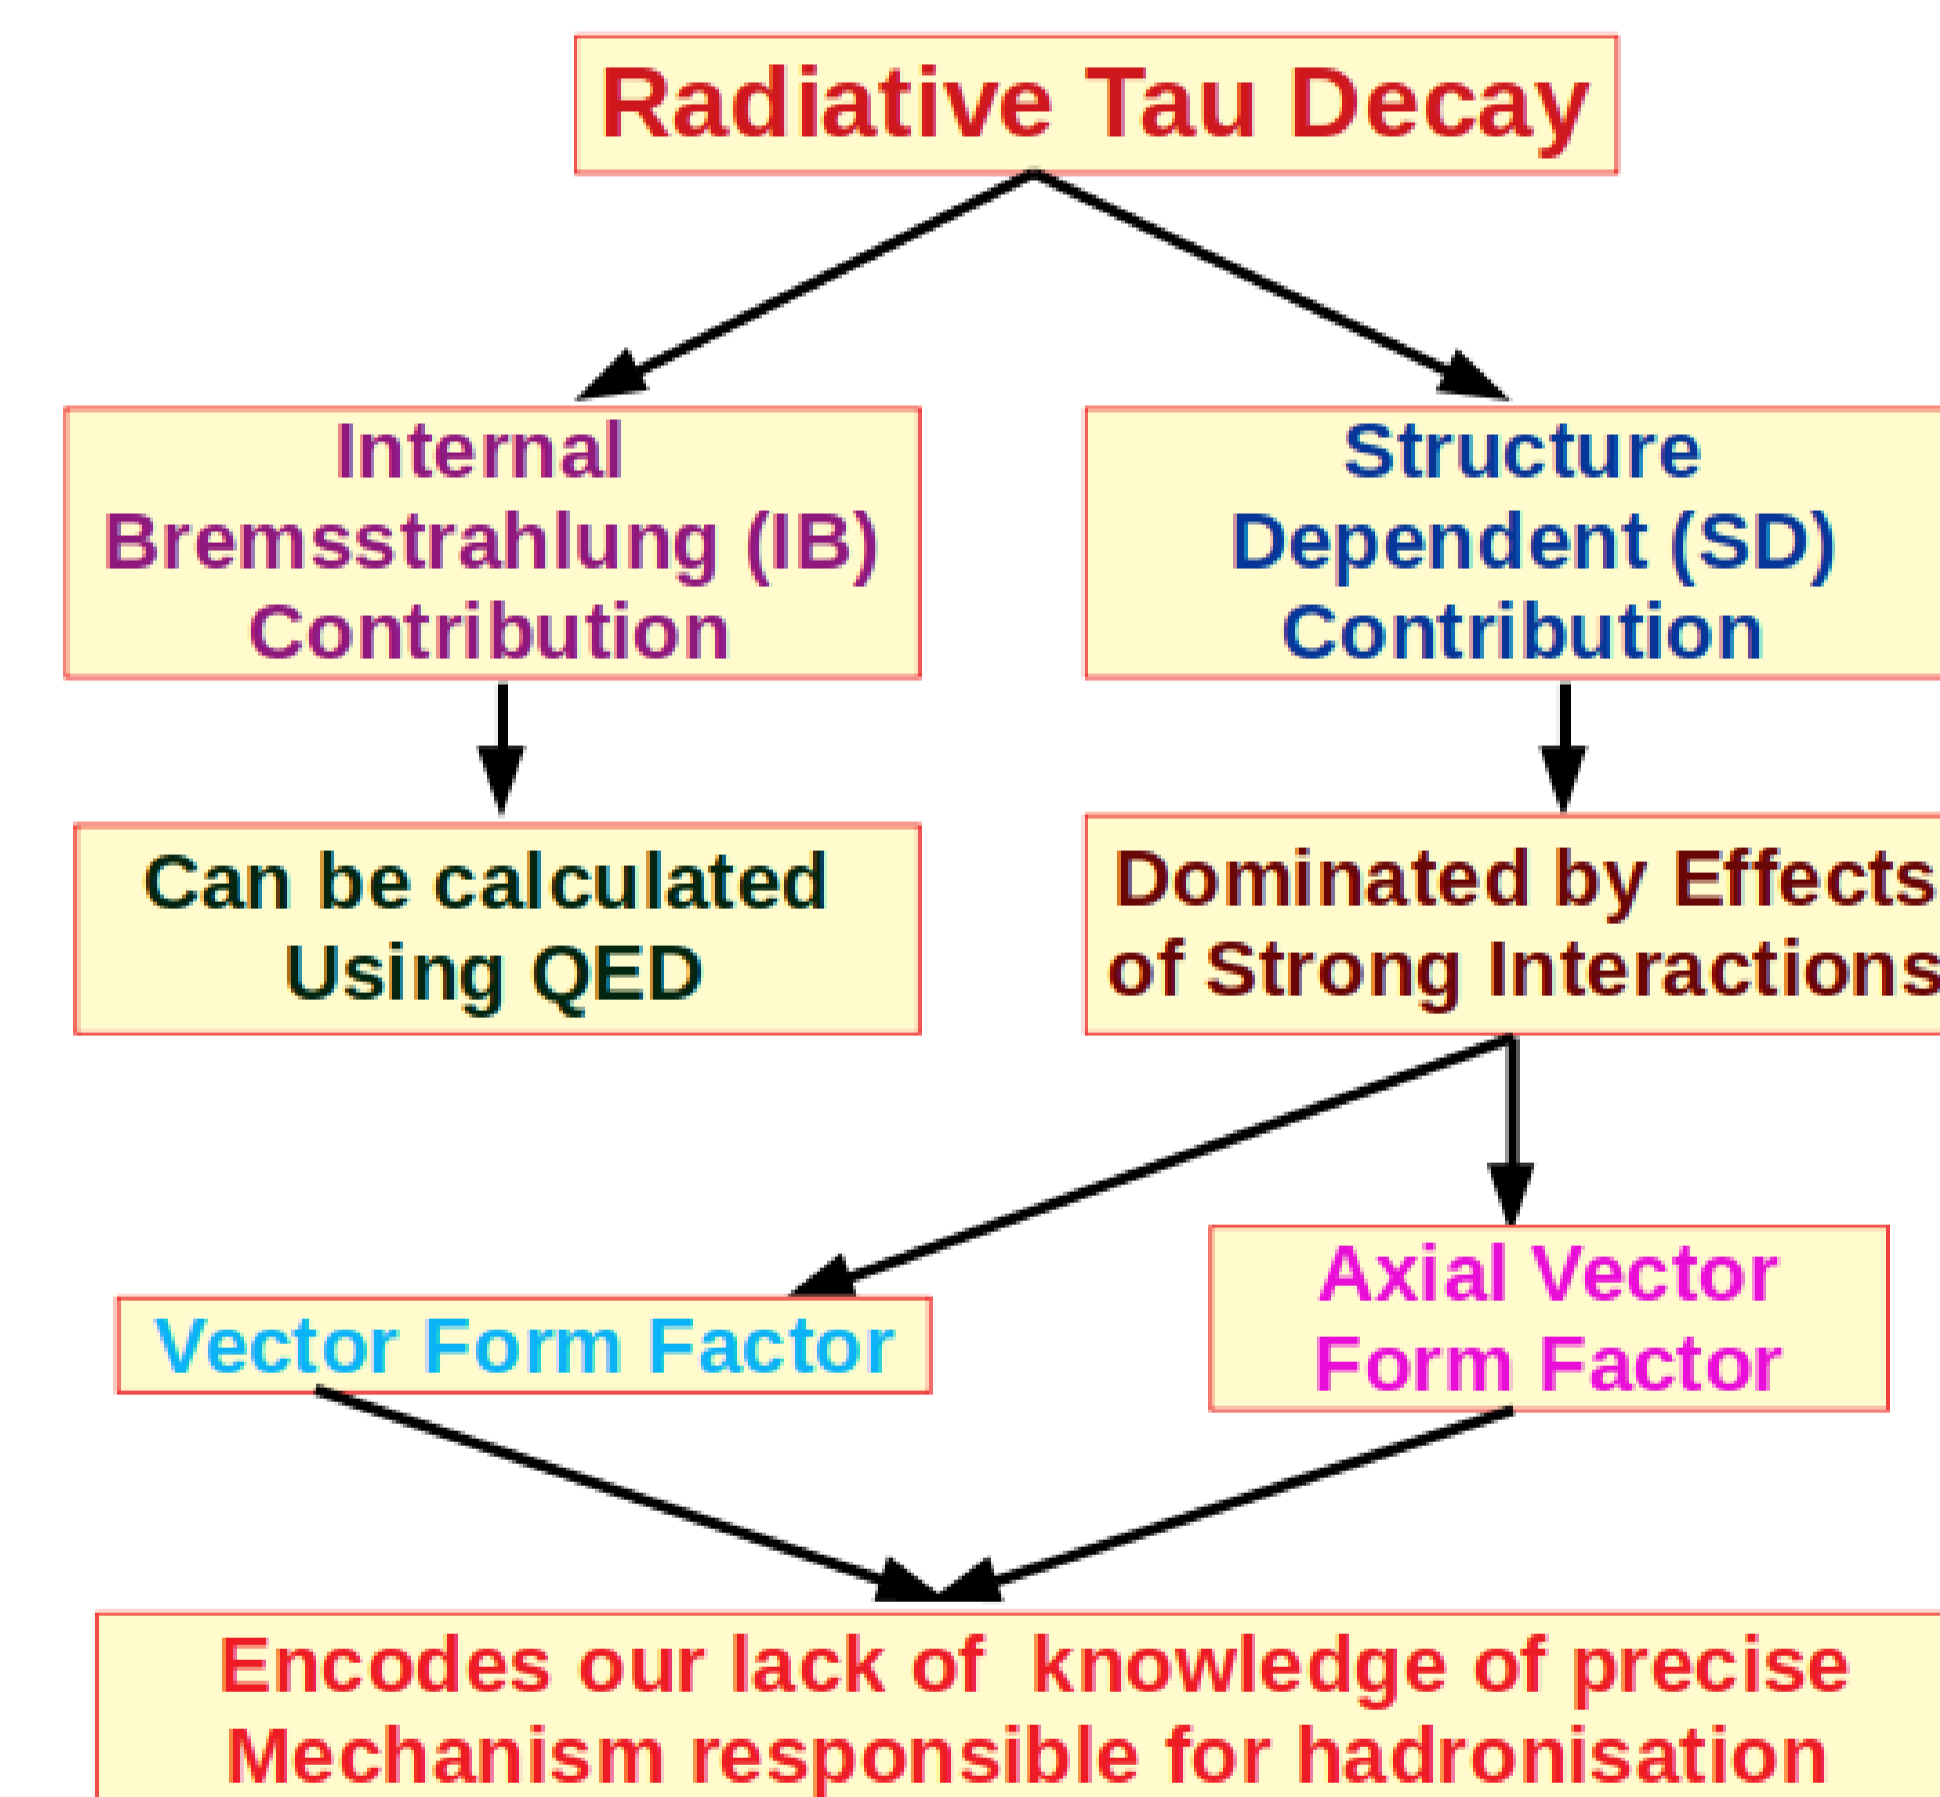 Radiative Tau Decay
Internal
Bremsstrahlung (IB)
Contribution
Structure
Dependent (SD)
Contribution
Can be calculated
Using QED
Dominated by Effects
of Strong Interactions
Vector Form Factor
Axial Vector
Form Factor
Encodes our lack of  knowledge of precise
Mechanism responsible for hadronisation